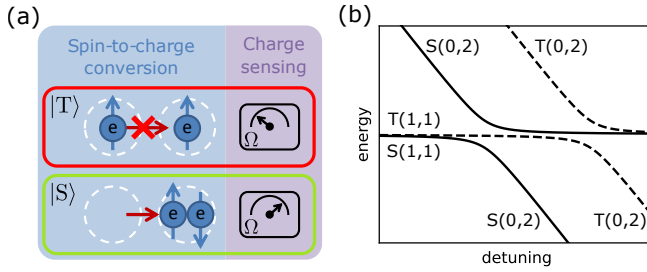 (a)
Spin-to-charge
conversion
Charge
sensing
|T⟩
e
e
Ω
|S⟩
e
e
Ω
(b)
energy
S(0,2)
T(0,2)
T(1,1)
S(1,1)
S(0,2)
T(0,2)
detuning